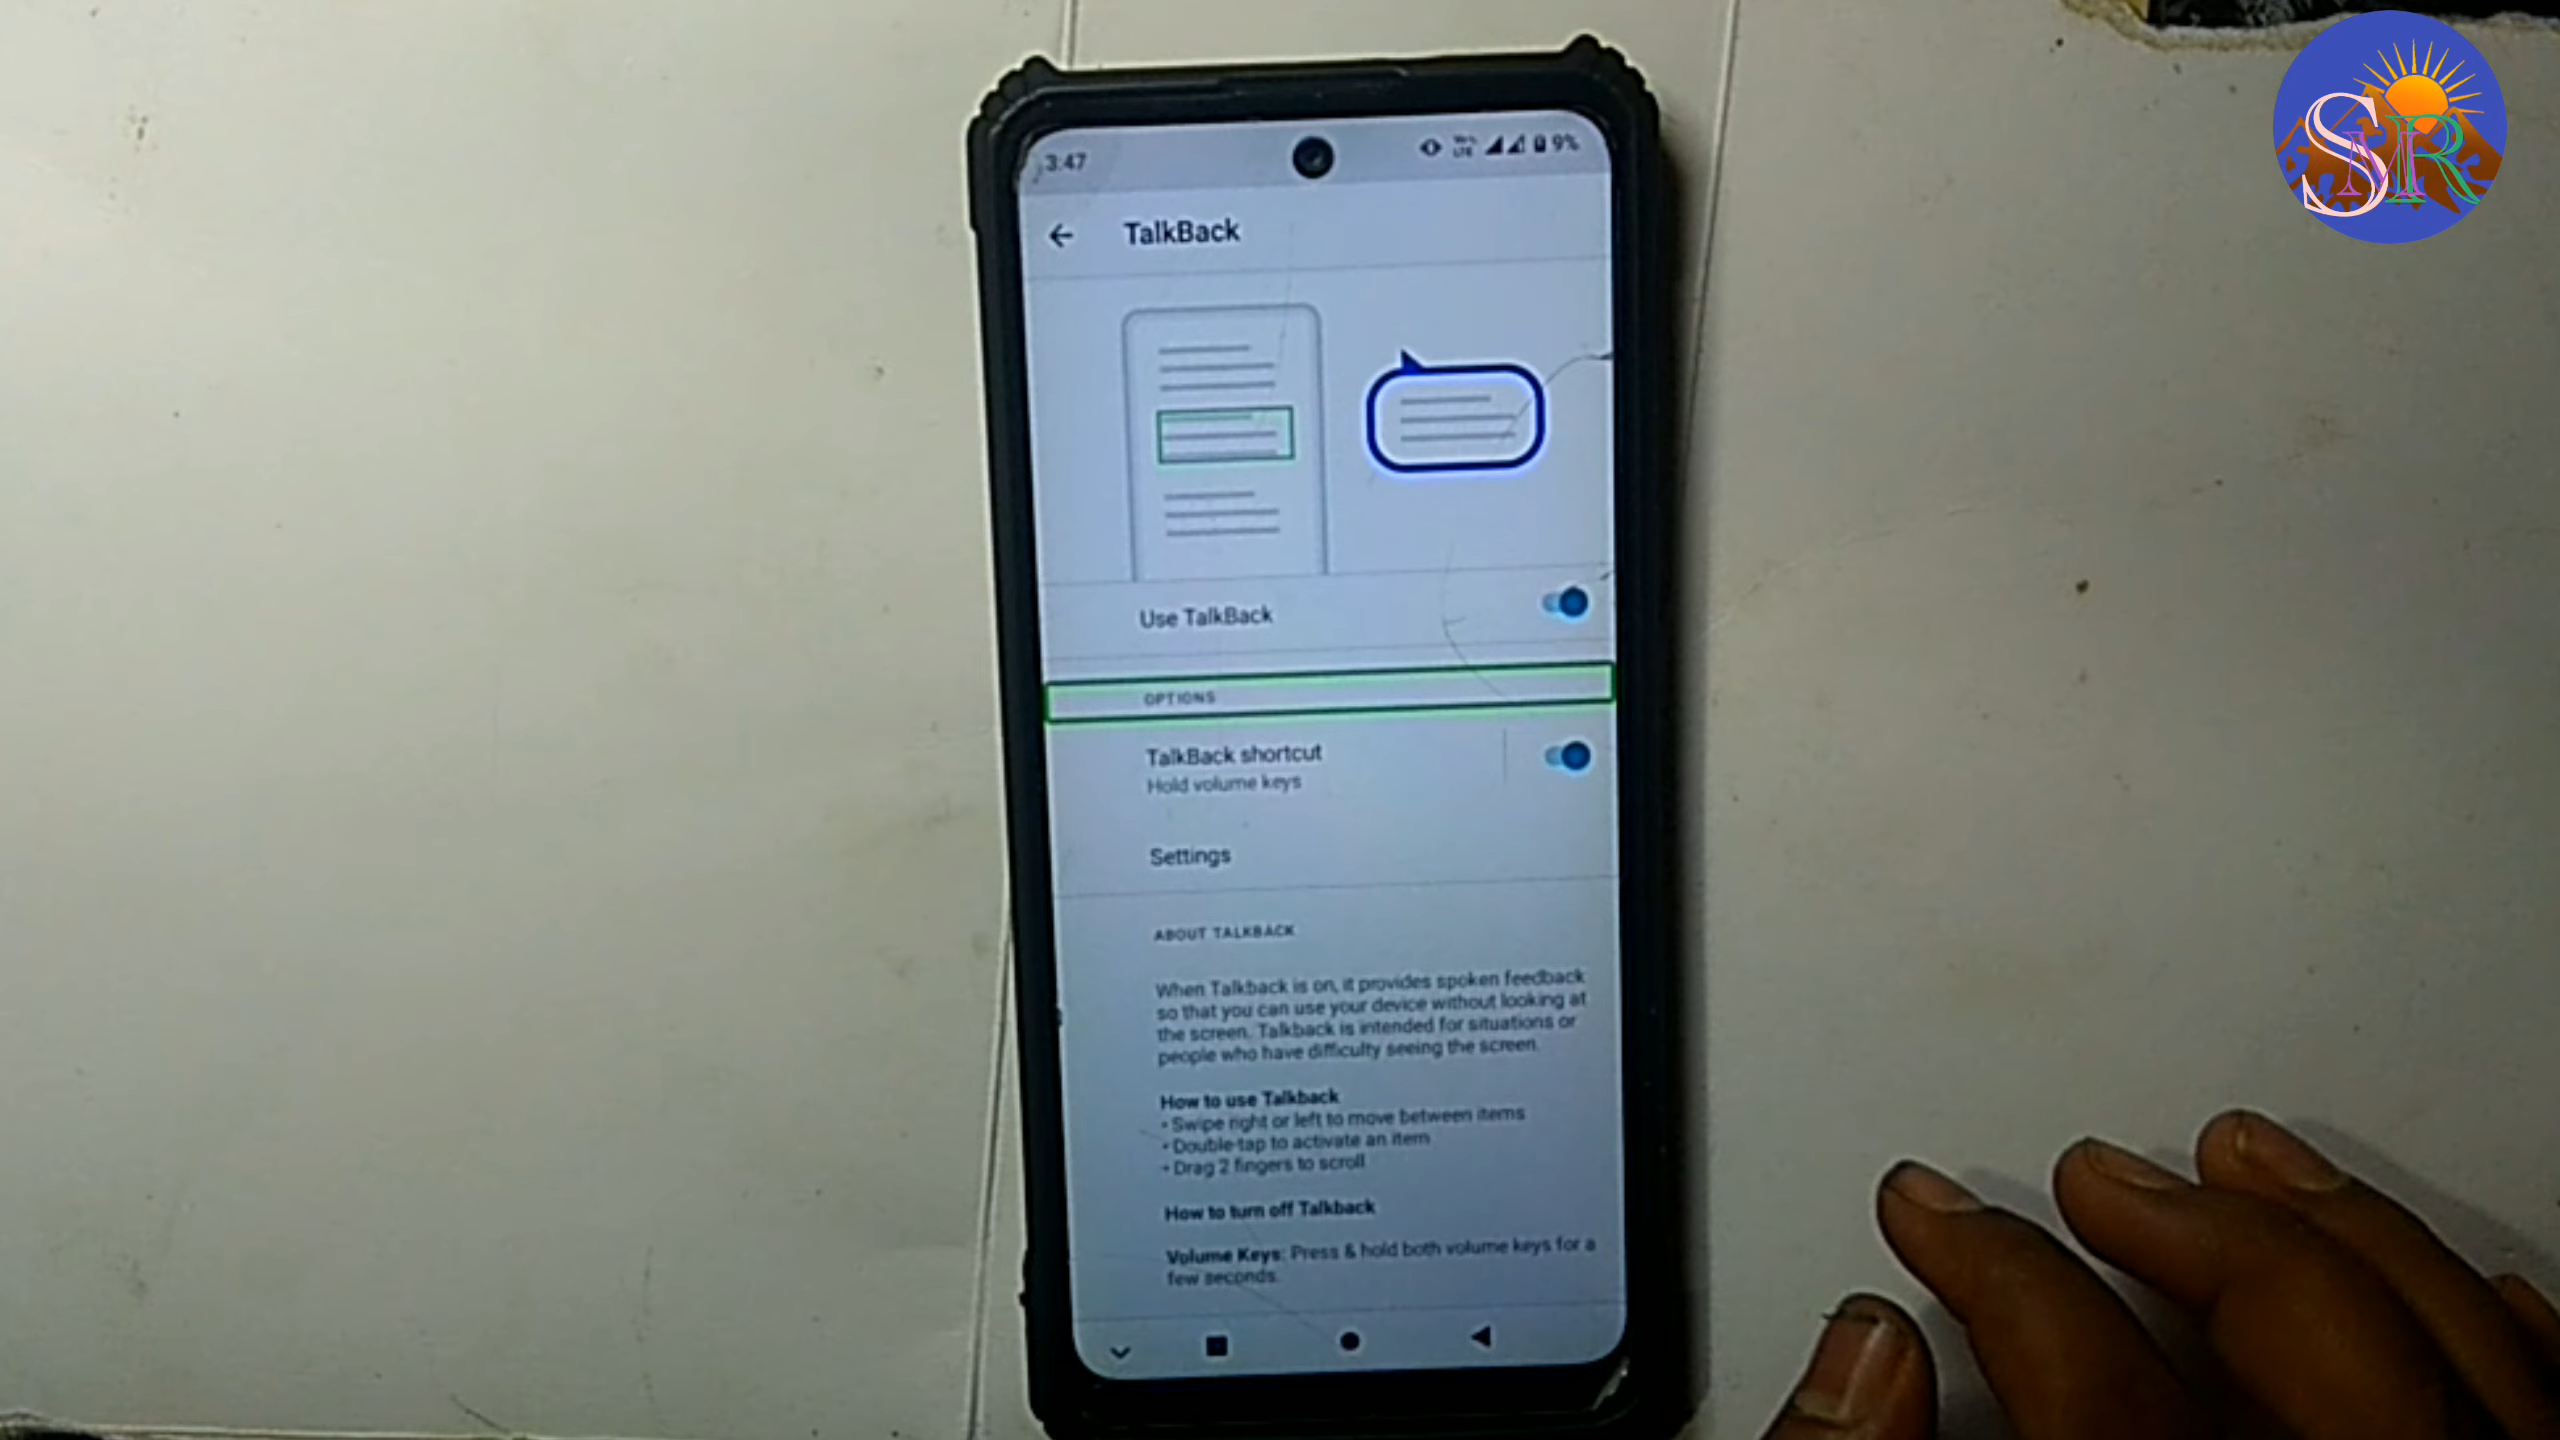 SMR
3:47
9%
TalkBack
Use TalkBack
OPTIONS
TalkBack shortcut
Hold volume keys
Settings
ABOUT TALKBACK
When Talkback is on, it provides spoken feedback
so that you can use your device without looking at
the screen. Talkback is intended for situations or
people who have difficulty seeing the screen.
How to use Talkback
• Swipe right or left to move between items
• Double-tap to activate an item
• Drag 2 fingers to scroll
How to turn off Talkback
Volume Keys: Press & hold both volume keys for a
few seconds.